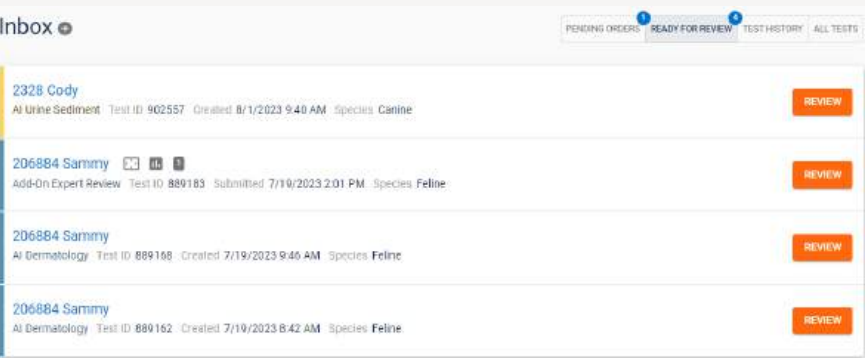 Inbox
1
4
PENDING ORDERS READY FOR REVIEW TEST HISTORY ALL TESTS
2328 Cody
AI Urine Sediment Test ID 902557 Created 8/1/2023 9:40 AM Species Canine
REVIEW
206884 Sammy
Add-On Expert Review Test ID 889183 Submitted 7/19/2023 2:01 PM Species Feline
REVIEW
206884 Sammy
AI Dermatology Test ID 889168 Created 7/19/2023 9:46 AM Species Feline
REVIEW
206884 Sammy
AI Dermatology Test ID 889162 Created 7/19/2023 8:42 AM Species Feline
REVIEW